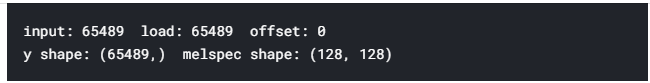 input: 65489  load: 65489  offset: 0
y shape: (65489,)  melspec shape: (128, 128)